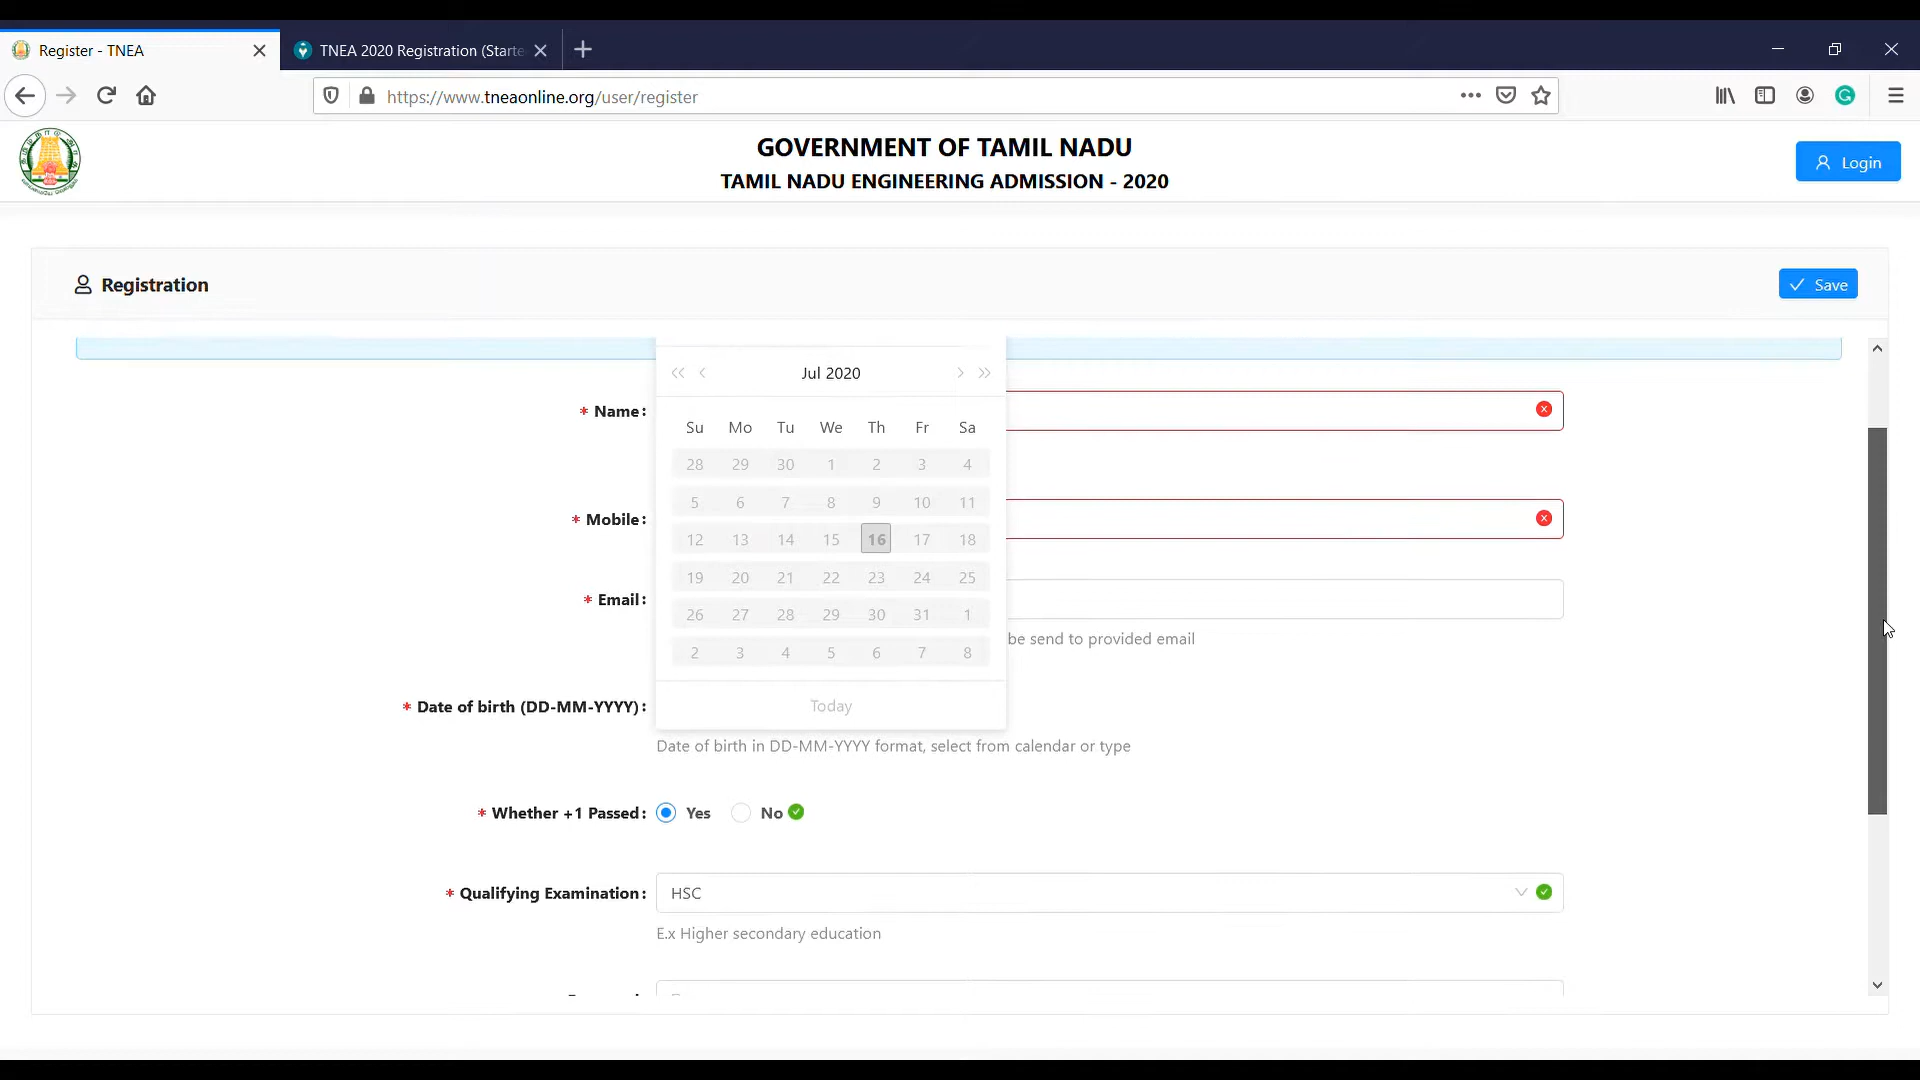 Register - TNEA
TNEA 2020 Registration (Starte
https://www.tneaonline.org/user/register
GOVERNMENT OF TAMIL NADU
TAMIL NADU ENGINEERING ADMISSION - 2020
Login
Registration
Save
Jul 2020
* Name:
Su Mo Tu We Th Fr Sa
28 29 30 1 2 3 4
5 6 7 8 9 10 11
* Mobile:
12 13 14 15 16 17 18
19 20 21 22 23 24 25
* Email:
26 27 28 29 30 31 1
be send to provided email
2 3 4 5 6 7 8
* Date of birth (DD-MM-YYYY):
Today
Date of birth in DD-MM-YYYY format, select from calendar or type
* Whether +1 Passed: Yes No
* Qualifying Examination: HSC
E.x Higher secondary education